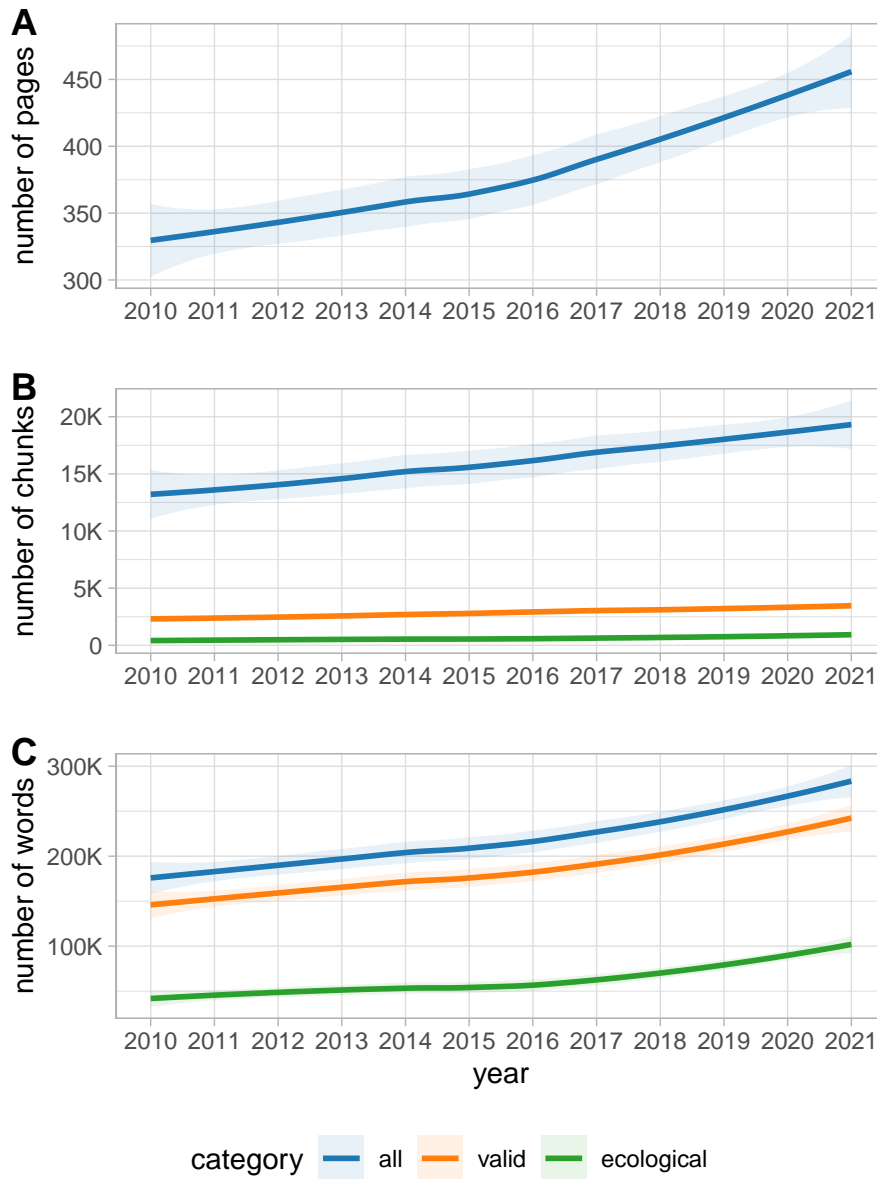 A
number of pages
450
400
350
300
2010 2011 2012 2013 2014 2015 2016 2017 2018 2019 2020 2021
B
number of chunks
20K
15K
10K
5K
0
2010 2011 2012 2013 2014 2015 2016 2017 2018 2019 2020 2021
C
number of words
300K
200K
100K
2010 2011 2012 2013 2014 2015 2016 2017 2018 2019 2020 2021
year
category all valid ecological